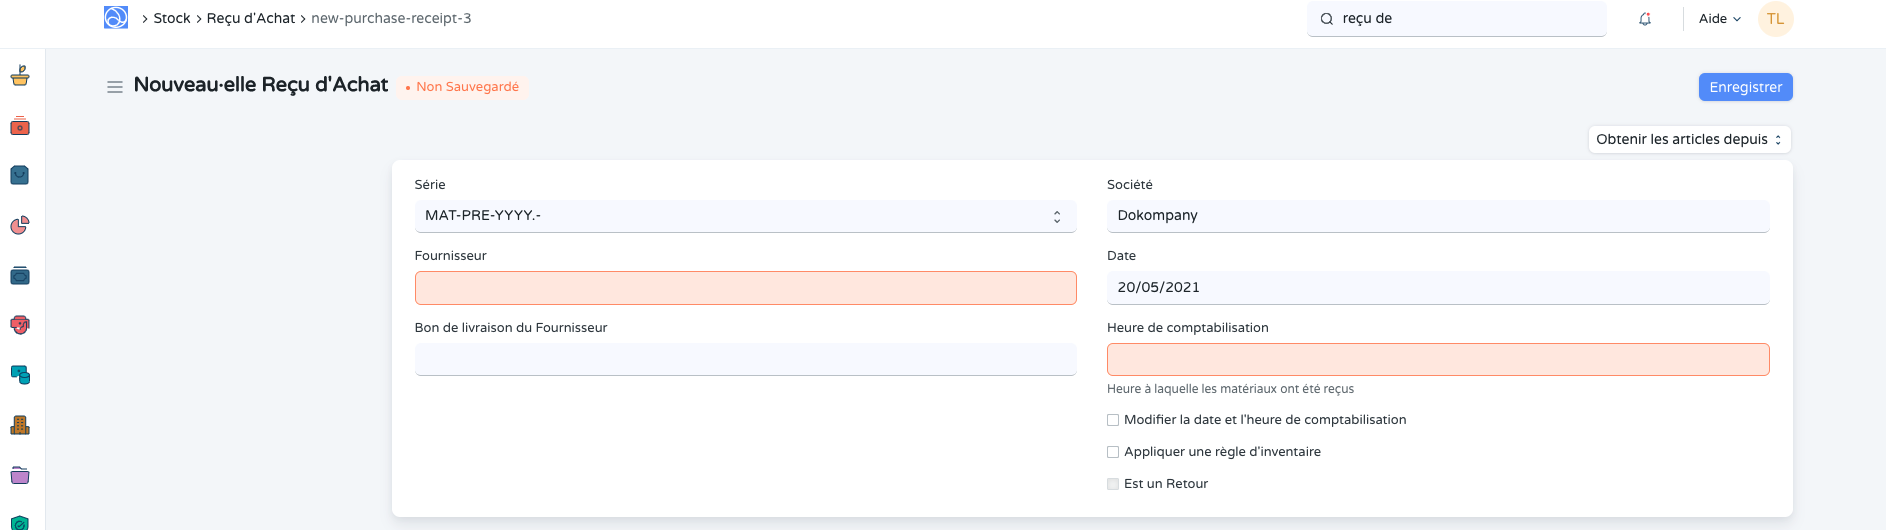 Stock > Reçu d'Achat > new-purchase-receipt-3
reçu de
Aide
TL
Nouveau·elle Reçu d'Achat
• Non Sauvegardé
Enregistrer
Obtenir les articles depuis
Série
MAT-PRE-YYYY.-
Société
Dokompany
Fournisseur
Date
20/05/2021
Bon de livraison du Fournisseur
Heure de comptabilisation
Heure à laquelle les matériaux ont été reçus
Modifier la date et l'heure de comptabilisation
Appliquer une règle d'inventaire
Est un Retour